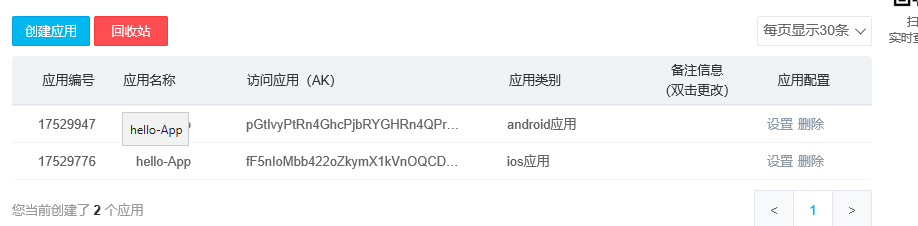 创建应用 回收站 每页显示30条
扫
实时查
应用编号 应用名称 访问应用（AK） 应用类别 备注信息 应用配置
(双击更改)
17529947 hello-App pGtIvyPtRn4GhcPjbRYGHRn4QPr... android应用 设置 删除
17529776 hello-App fF5nIoMbb422oZkymX1kVnOQCD... ios应用 设置 删除
您当前创建了 2 个应用 < 1 >